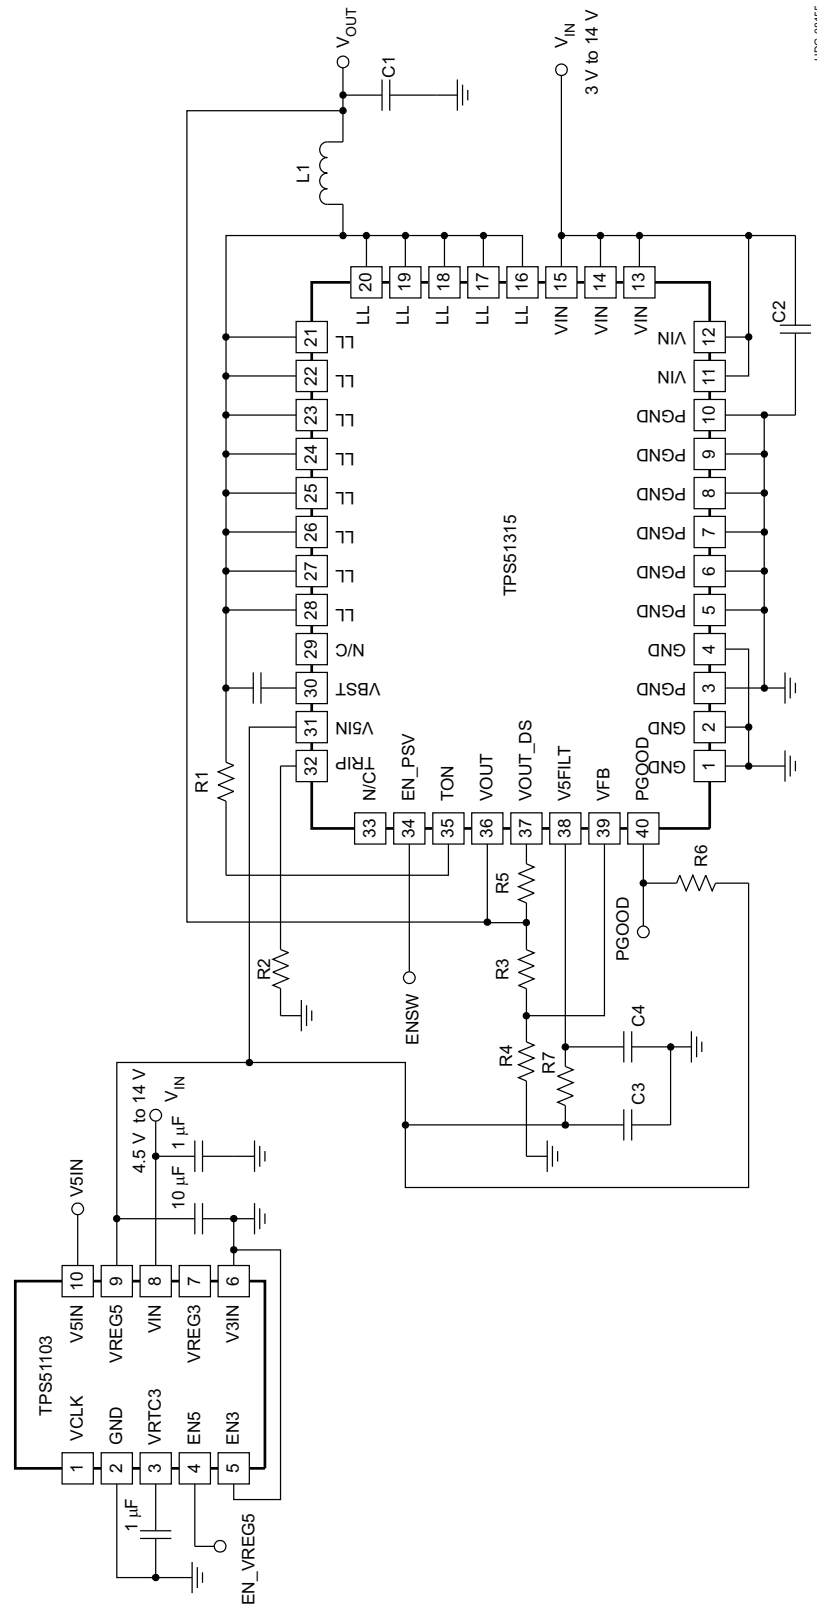 V_OUT
C1
L1
V_IN
3 V to 14 V
20
19
18
17
16
15
14
13
LL
LL
LL
LL
LL
VIN
VIN
VIN
21
LL
22
LL
23
LL
24
LL
25
LL
26
LL
27
LL
28
LL
29
N/C
30
VBST
31
V5IN
32
TRIP
12
VIN
11
VIN
10
PGND
9
PGND
8
PGND
7
PGND
6
PGND
5
PGND
4
GND
3
PGND
2
GND
1
GND
C2
TPS51315
R1
N/C
EN_PSV
TON
VOUT
VOUT_DS
V5FILT
VFB
PGOOD
33
34
35
36
37
38
39
40
R2
ENSW
R5
R3
R4
R7
R6
PGOOD
C4
C3
4.5 V to 14 V
V_IN
1 μF
10 μF
V5IN
10
9
8
7
6
V5IN
VREG5
VIN
VREG3
V3IN
TPS51103
VCLK
GND
VRTC3
EN5
EN3
1
2
3
4
5
1 μF
EN_VREG5